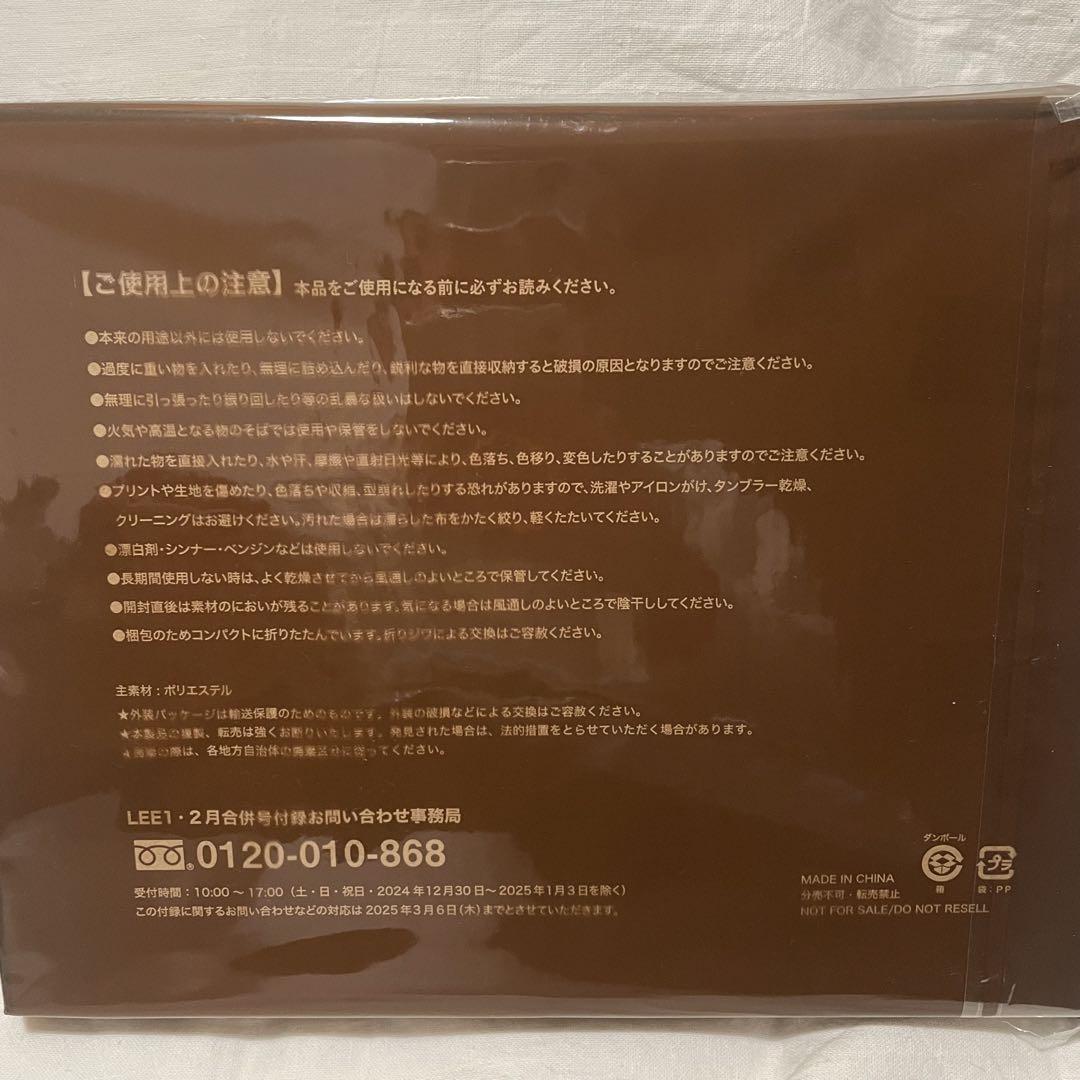 【ご使用上の注意】本品をご使用になる前に必ずお読みください。
●本来の用途以外には使用しないでください。
●過度に重い物を入れたり、無理に詰め込んだり、鋭利な物を直接収納すると破損の原因となりますのでご注意ください。
●無理に引っ張ったり振り回したり等の乱暴な扱いはしないでください。
●火気や高温となる物のそばでは使用や保管をしないでください。
●濡れた物を直接入れたり、水や汗、摩擦や直射日光等により、色落ち、色移り、変色したりすることがありますのでご注意ください。
●プリントや生地を傷めたり、色落ちや収縮、型崩れしたりする恐れがありますので、洗濯やアイロンがけ、タンブラー乾燥、
クリーニングはお避けください。汚れた場合は濡らした布をかたく絞り、軽くたたいてください。
●漂白剤・シンナー・ベンジンなどは使用しないでください。
●長期間使用しない時は、よく乾燥させてから風通しのよいところで保管してください。
●開封直後は素材のにおいが残ることがあります。気になる場合は風通しのよいところで陰干ししてください。
●梱包のためコンパクトに折りたたんでいます。折りジワによる交換はご容赦ください。
主素材：ポリエステル
★外装パッケージは輸送保護のためのものです。外装の破損などによる交換はご容赦ください。
★本製品の複製、転売は強くお断りいたします。発見された場合は、法的措置をとらせていただく場合があります。
★廃棄の際は、各地方自治体の廃棄区分に従ってください。
LEE1・2月合併号付録お問い合わせ事務局
0120-010-868
受付時間：10:00～17:00（土・日・祝日・2024年12月30日～2025年1月3日を除く）
この付録に関するお問い合わせなどの対応は2025年3月6日(木)までとさせていただきます。
ダンボール
箱
プラ
袋：PP
MADE IN CHINA
分売不可・転売禁止
NOT FOR SALE/DO NOT RESELL